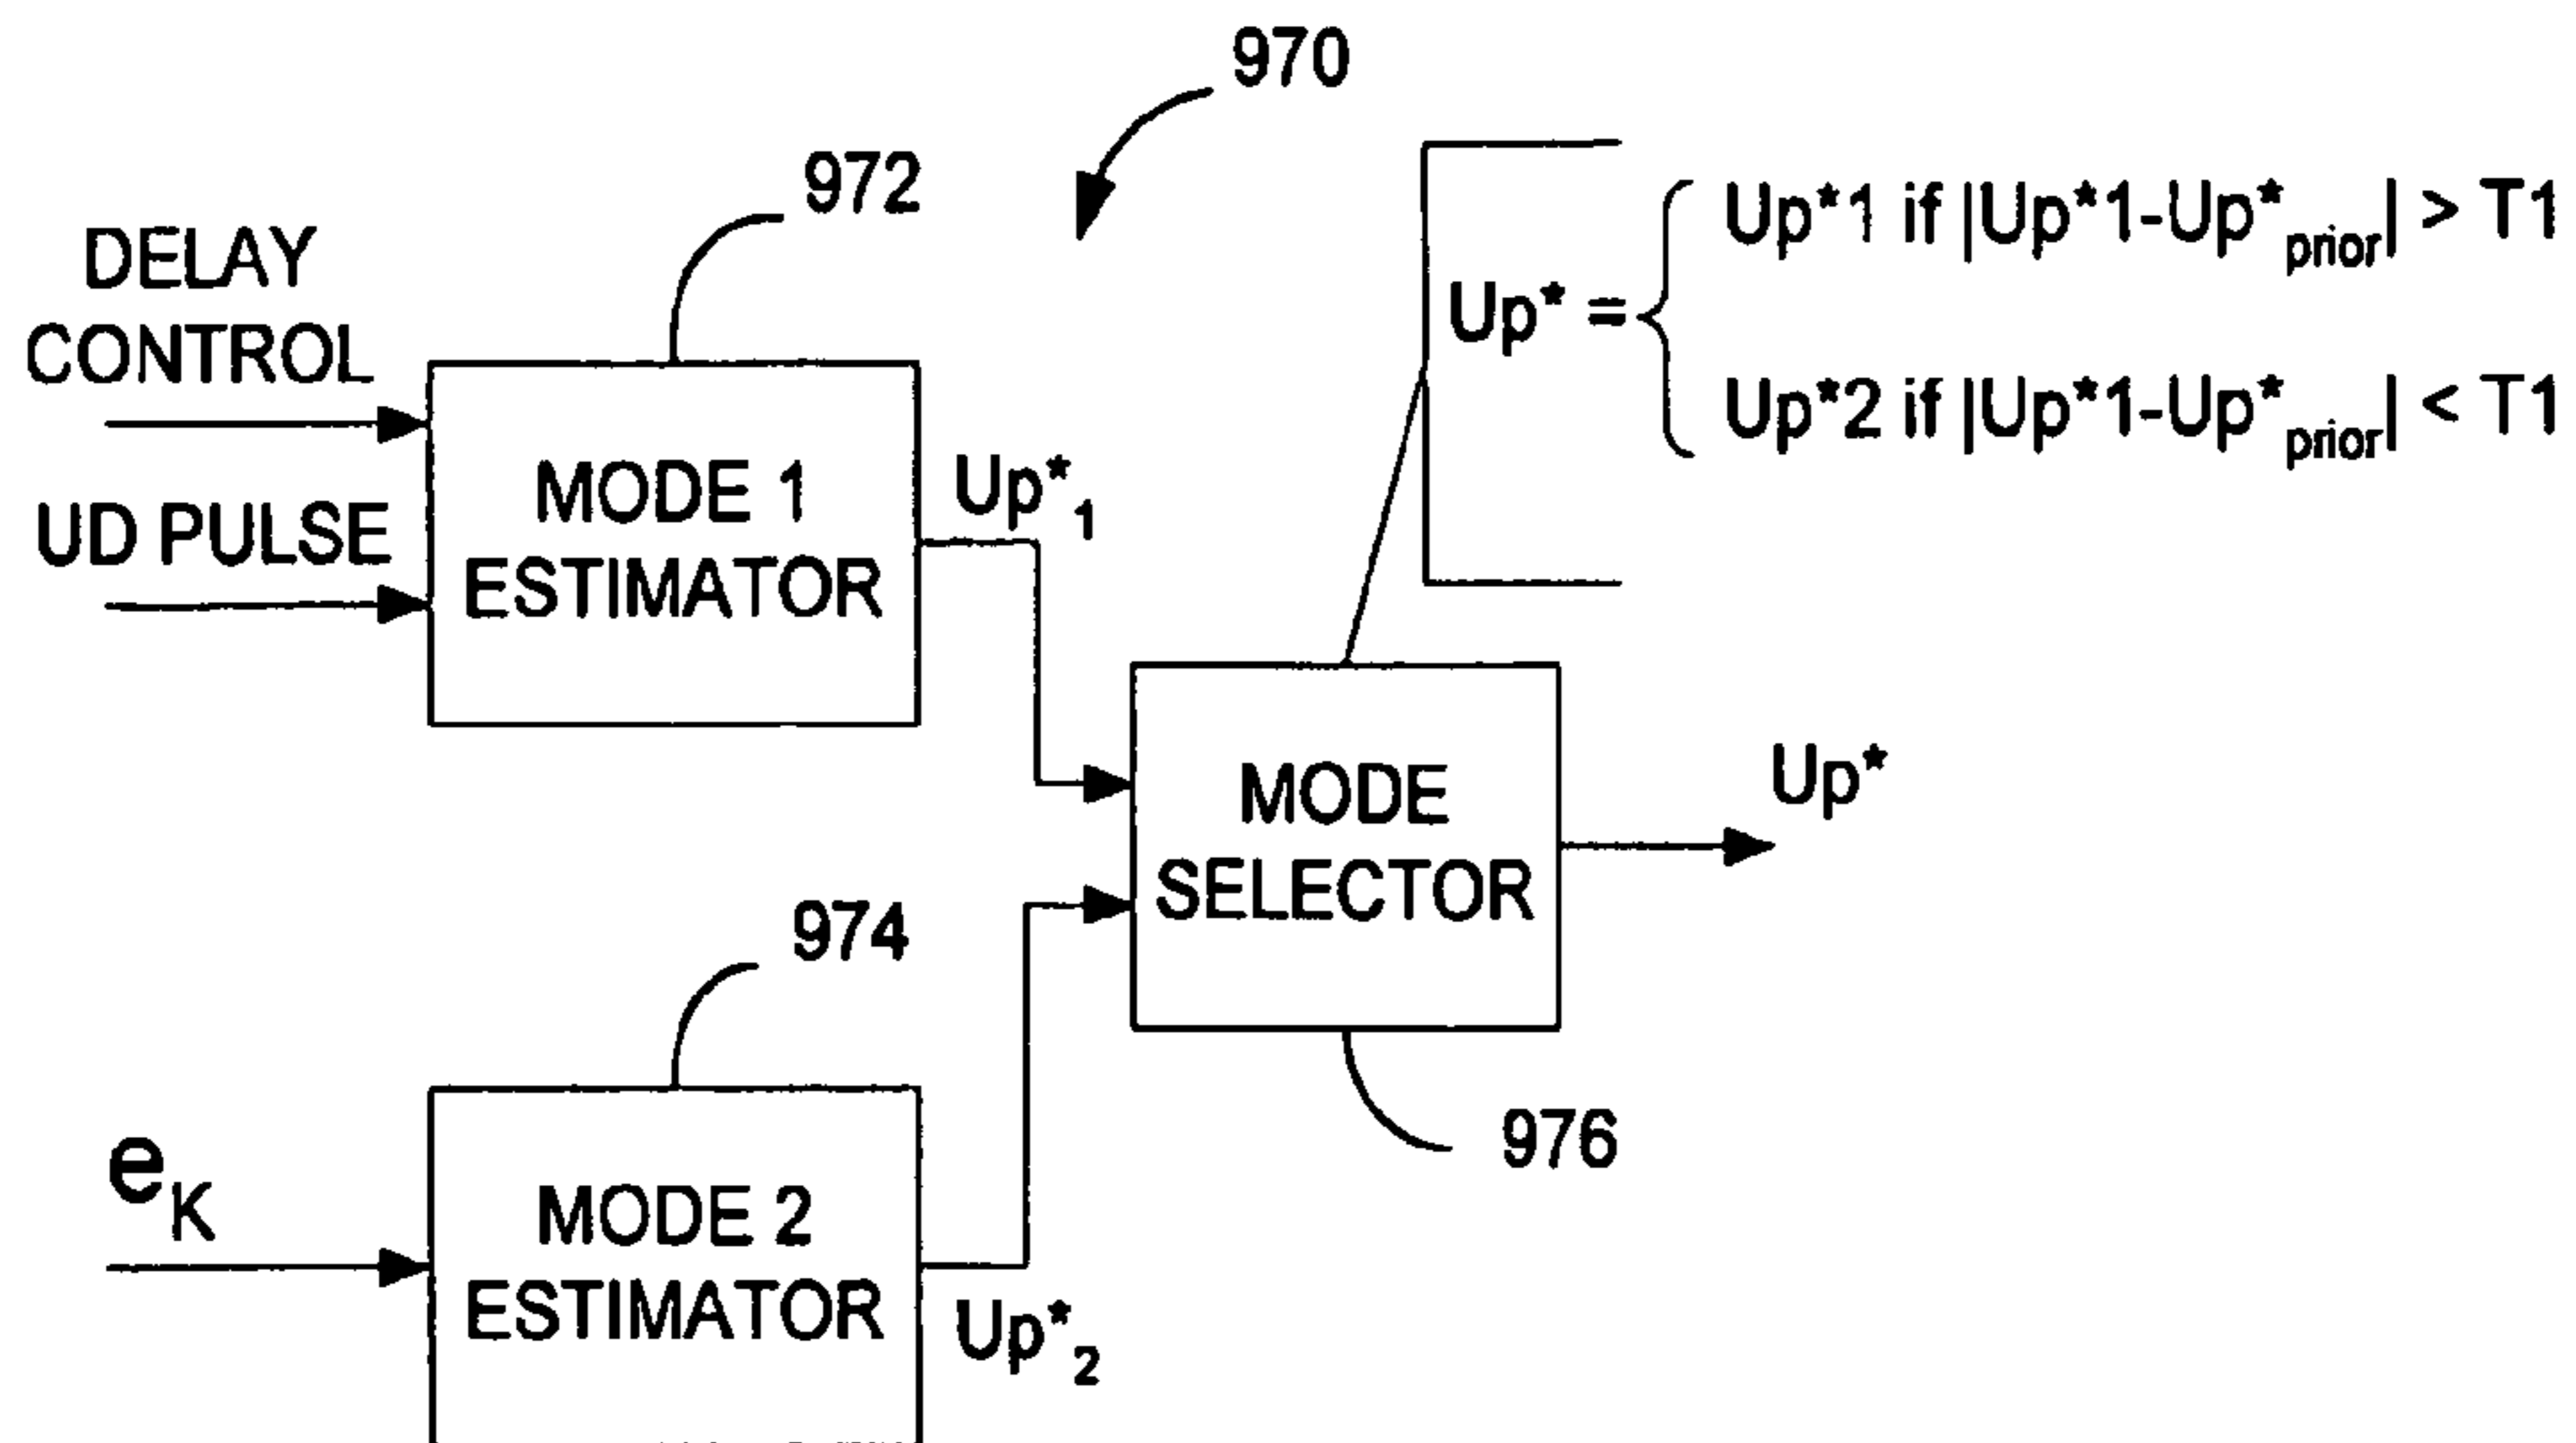 970
972
DELAY
CONTROL
UD PULSE
MODE 1
ESTIMATOR
Up*1
Up* =
Up*1 if |Up*1-Up*prior| > T1
Up*2 if |Up*1-Up*prior| < T1
MODE
SELECTOR
Up*
976
974
eK
MODE 2
ESTIMATOR
Up*2